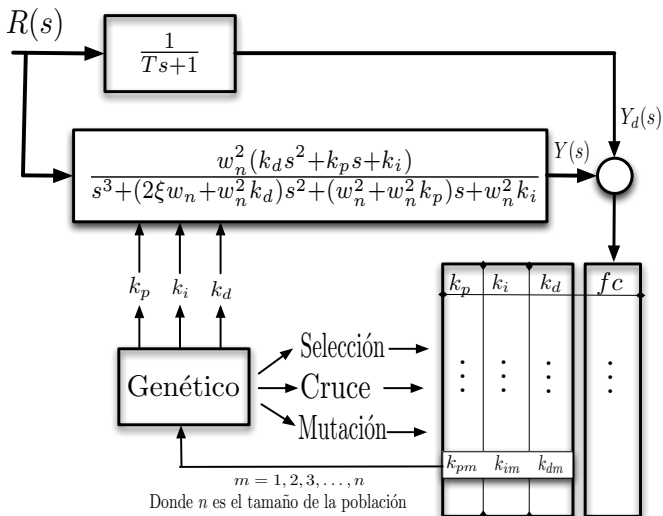 R(s)
1
Ts+1
Y_d(s)
w_n^2(k_d s^2+k_p s+k_i)
s^3+(2ξw_n+w_n^2 k_d)s^2+(w_n^2+w_n^2 k_p)s+w_n^2 k_i
Y(s)
k_p k_i k_d
k_p k_i k_d fc
Genético
Selección
Cruce
Mutación
⋮ ⋮ ⋮ ⋮
k_pm k_im k_dm
m = 1, 2, 3, . . . , n
Donde n es el tamaño de la población